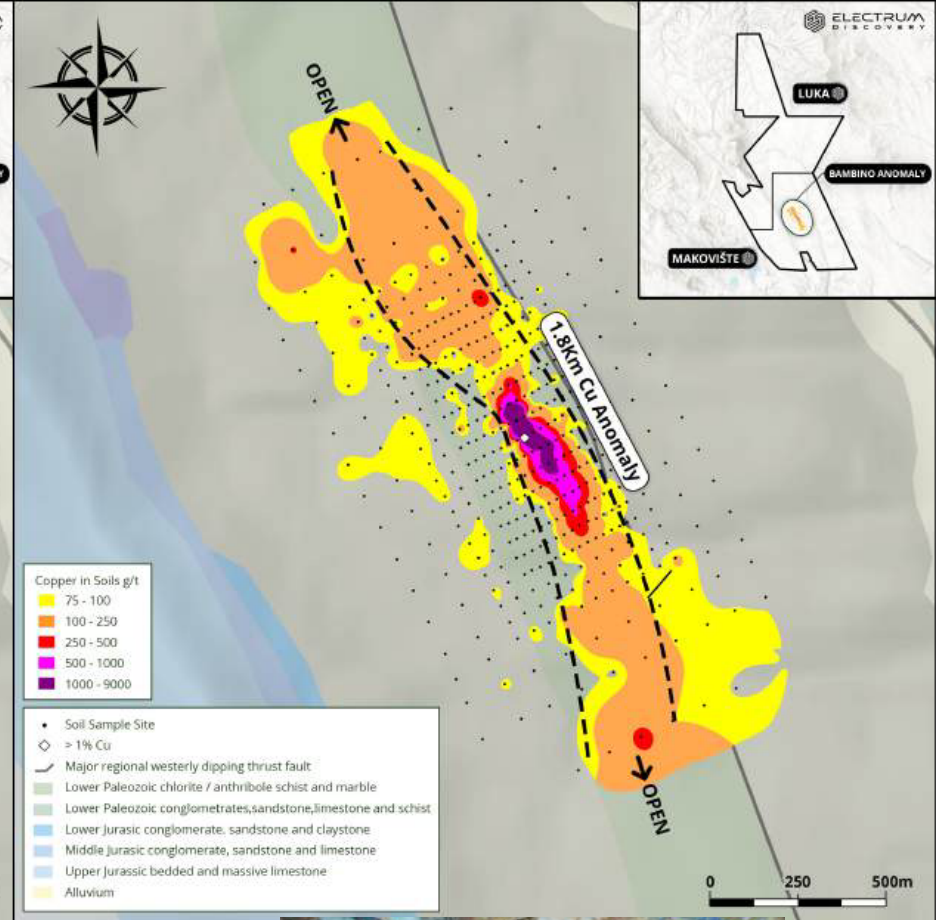 ELECTRUM
DISCOVERY
LUKA
BAMBINO ANOMALY
MAKOVIŠTE
OPEN
1.8Km Cu Anomaly
OPEN
Copper in Soils g/t
75 - 100
100 - 250
250 - 500
500 - 1000
1000 - 9000
Soil Sample Site
> 1% Cu
Major regional westerly dipping thrust fault
Lower Paleozoic chlorite / anthribole schist and marble
Lower Paleozoic conglometrates,sandstone,limestone and schist
Lower Jurasic conglomerate. sandstone and claystone
Middle Jurasic conglomerate, sandstone and limestone
Upper Jurassic bedded and massive limestone
Alluvium
0 250 500m